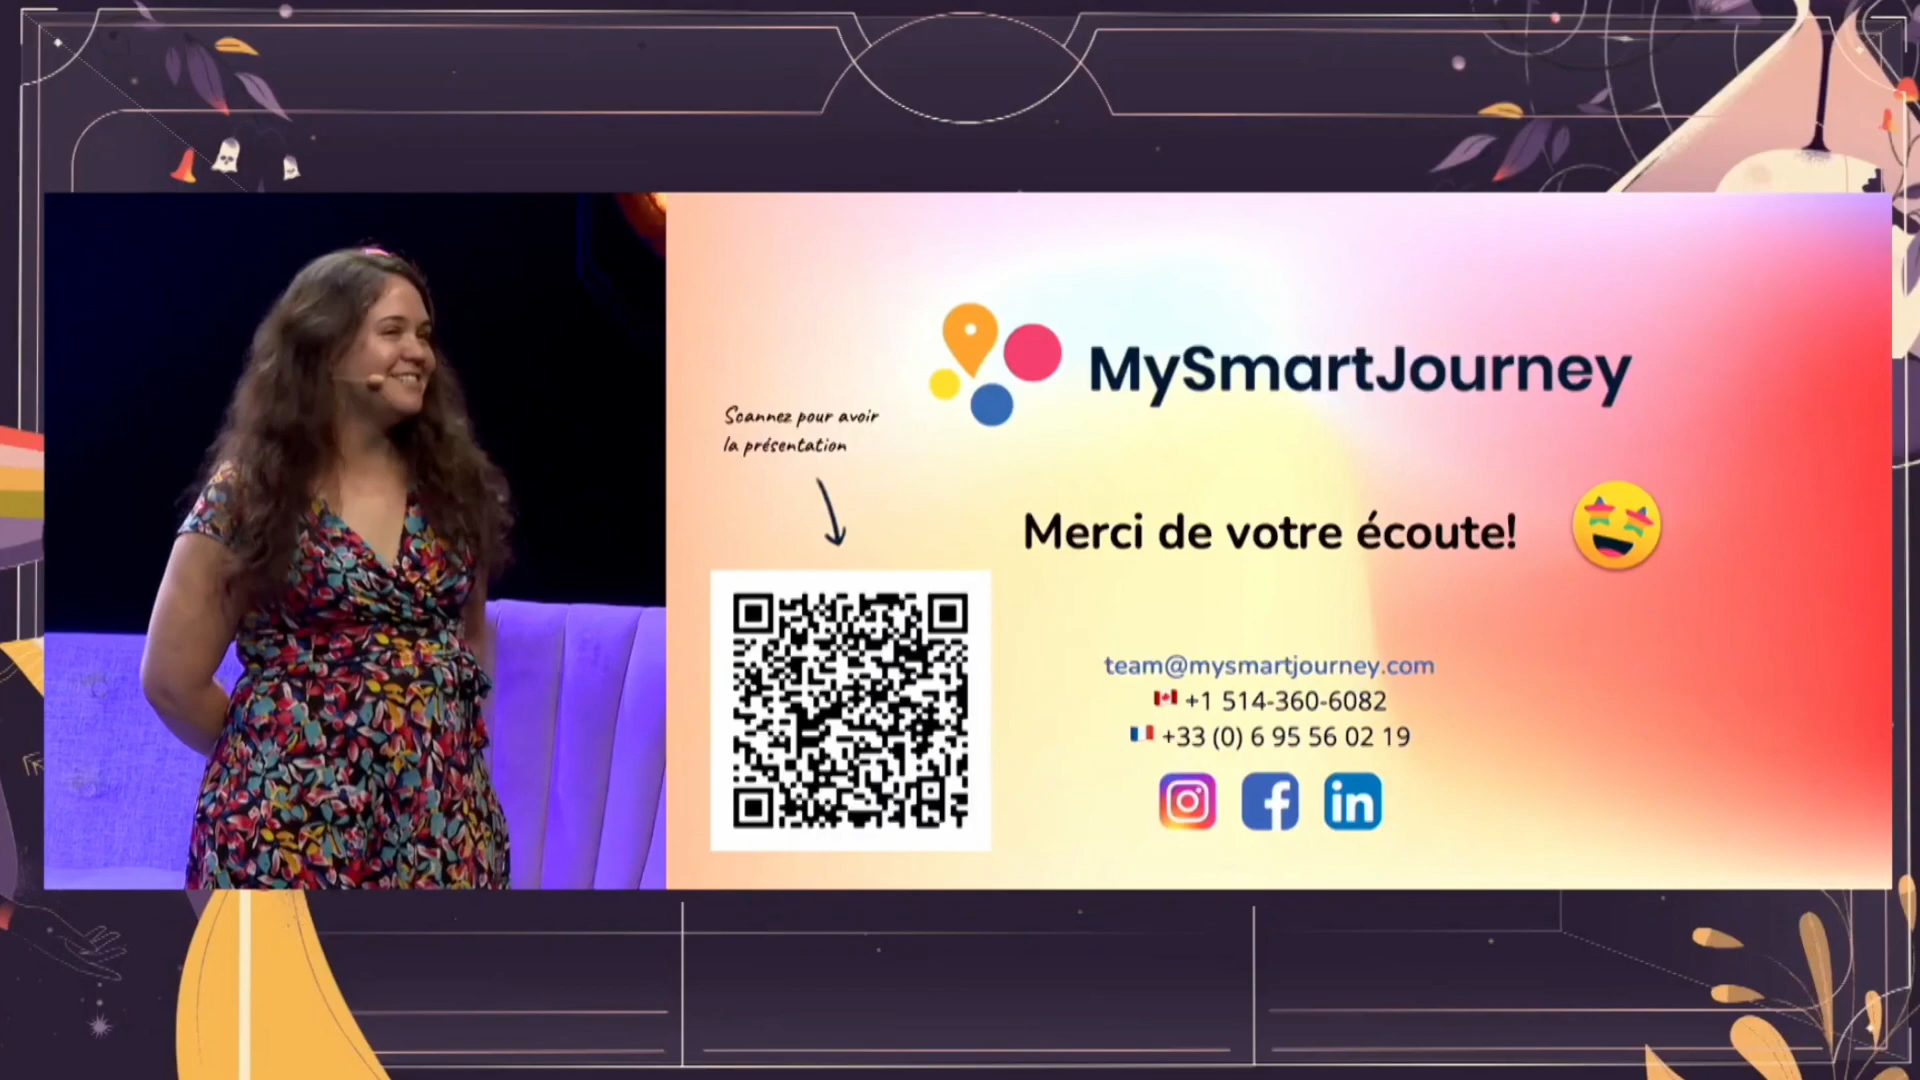 MySmartJourney
Scannez pour avoir
la présentation
Merci de votre écoute!
team@mysmartjourney.com
+1 514-360-6082
+33 (0) 6 95 56 02 19
in